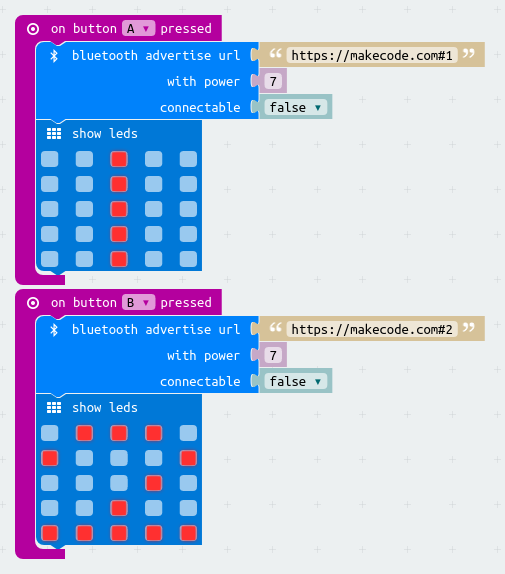 on button A ▼ pressed
bluetooth advertise url “ https://makecode.com#1 ”
with power 7
connectable false ▼
show leds
on button B ▼ pressed
bluetooth advertise url “ https://makecode.com#2 ”
with power 7
connectable false ▼
show leds